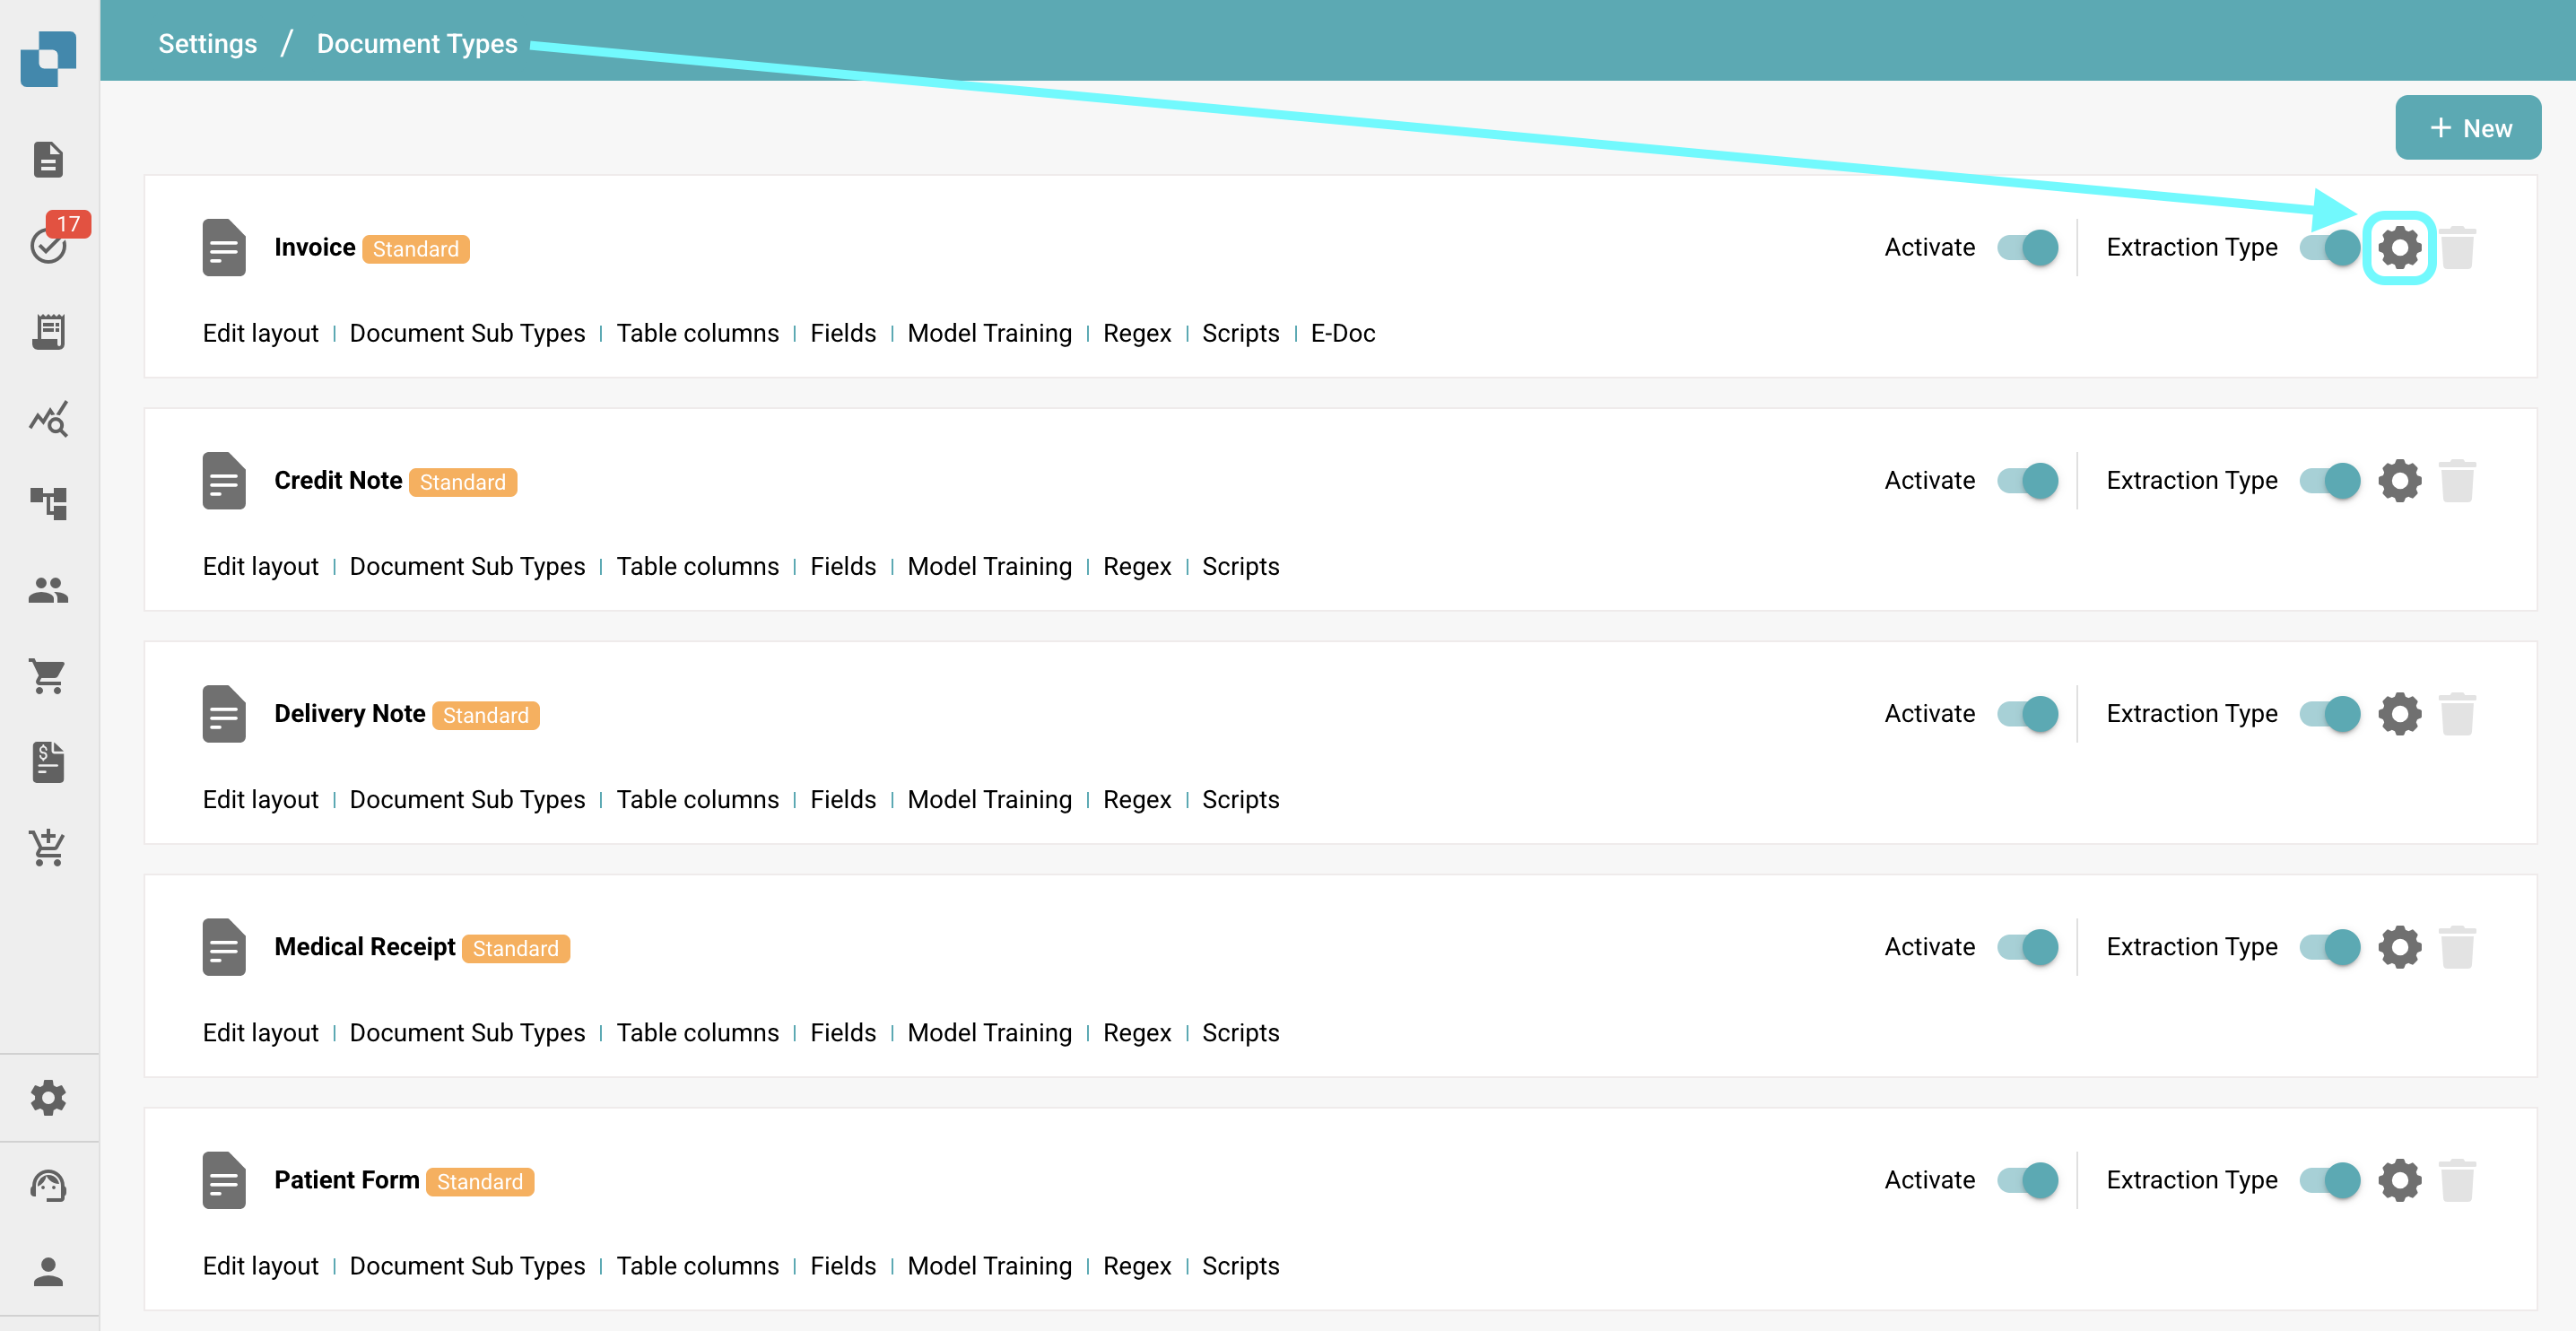 Settings / Document Types
+ New
17
Invoice Standard Activate Extraction Type
Edit layout | Document Sub Types | Table columns | Fields | Model Training | Regex | Scripts | E-Doc
Credit Note Standard Activate Extraction Type
Edit layout | Document Sub Types | Table columns | Fields | Model Training | Regex | Scripts
Delivery Note Standard Activate Extraction Type
Edit layout | Document Sub Types | Table columns | Fields | Model Training | Regex | Scripts
Medical Receipt Standard Activate Extraction Type
Edit layout | Document Sub Types | Table columns | Fields | Model Training | Regex | Scripts
Patient Form Standard Activate Extraction Type
Edit layout | Document Sub Types | Table columns | Fields | Model Training | Regex | Scripts